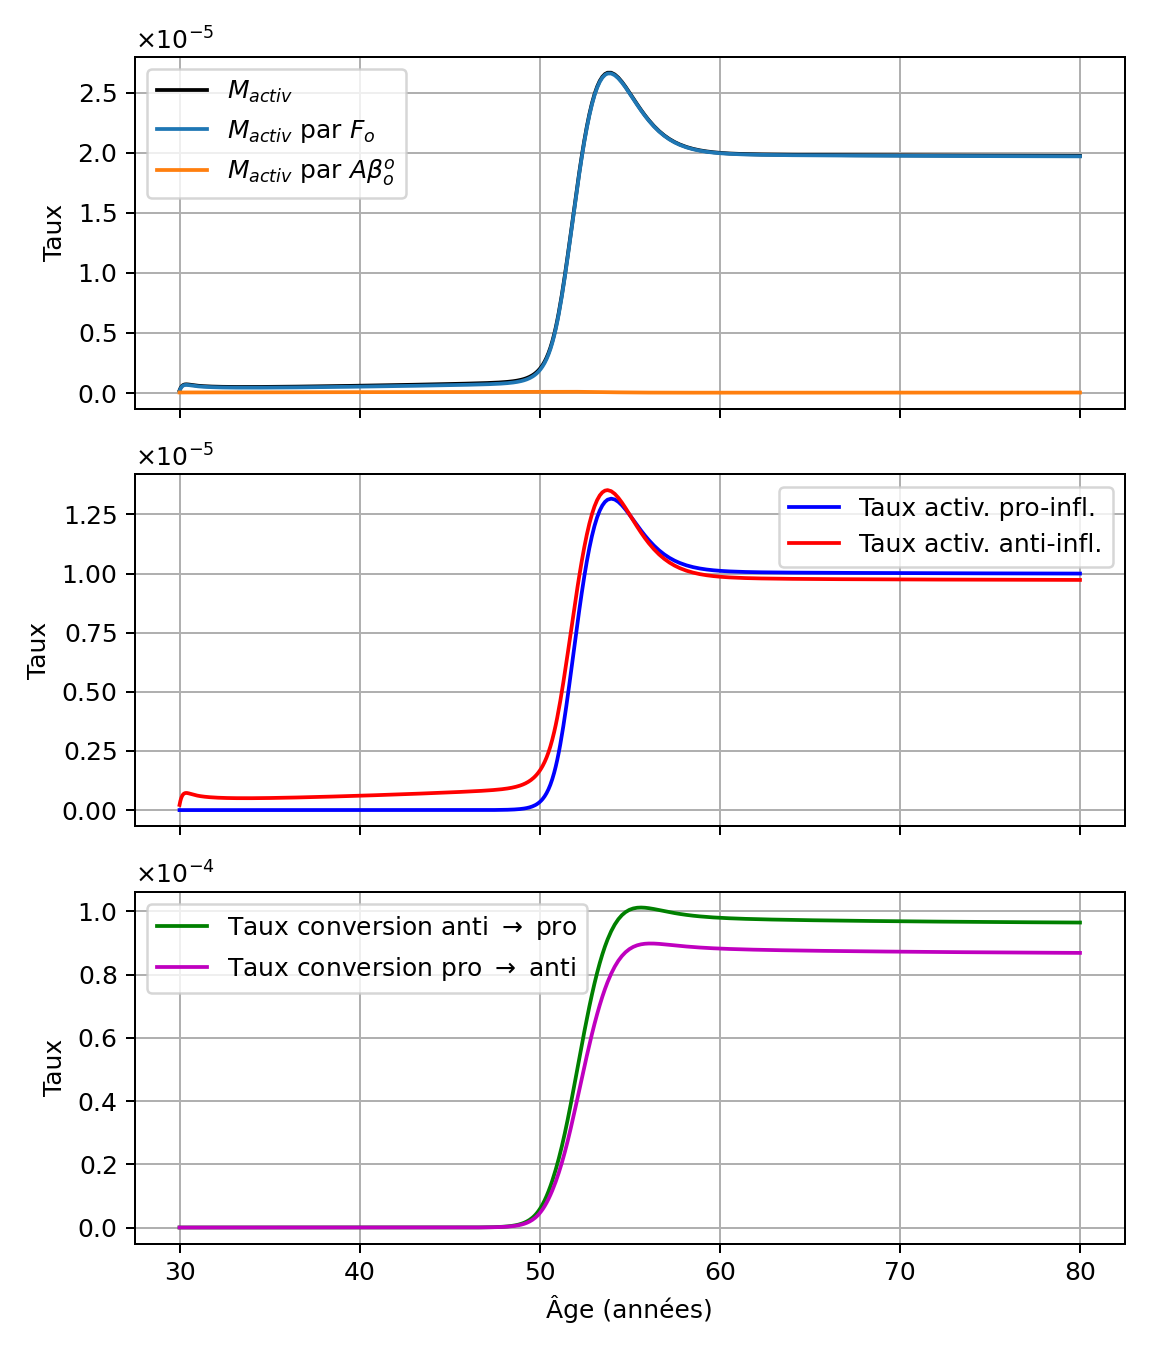 ×10⁻⁵
2.5
2.0
1.5
1.0
0.5
0.0
Taux
M_activ
M_activ par F_o
M_activ par Aβ_o^o
×10⁻⁵
1.25
1.00
0.75
0.50
0.25
0.00
Taux
Taux activ. pro-infl.
Taux activ. anti-infl.
×10⁻⁴
1.0
0.8
0.6
0.4
0.2
0.0
Taux
Taux conversion anti → pro
Taux conversion pro → anti
30 40 50 60 70 80
Âge (années)